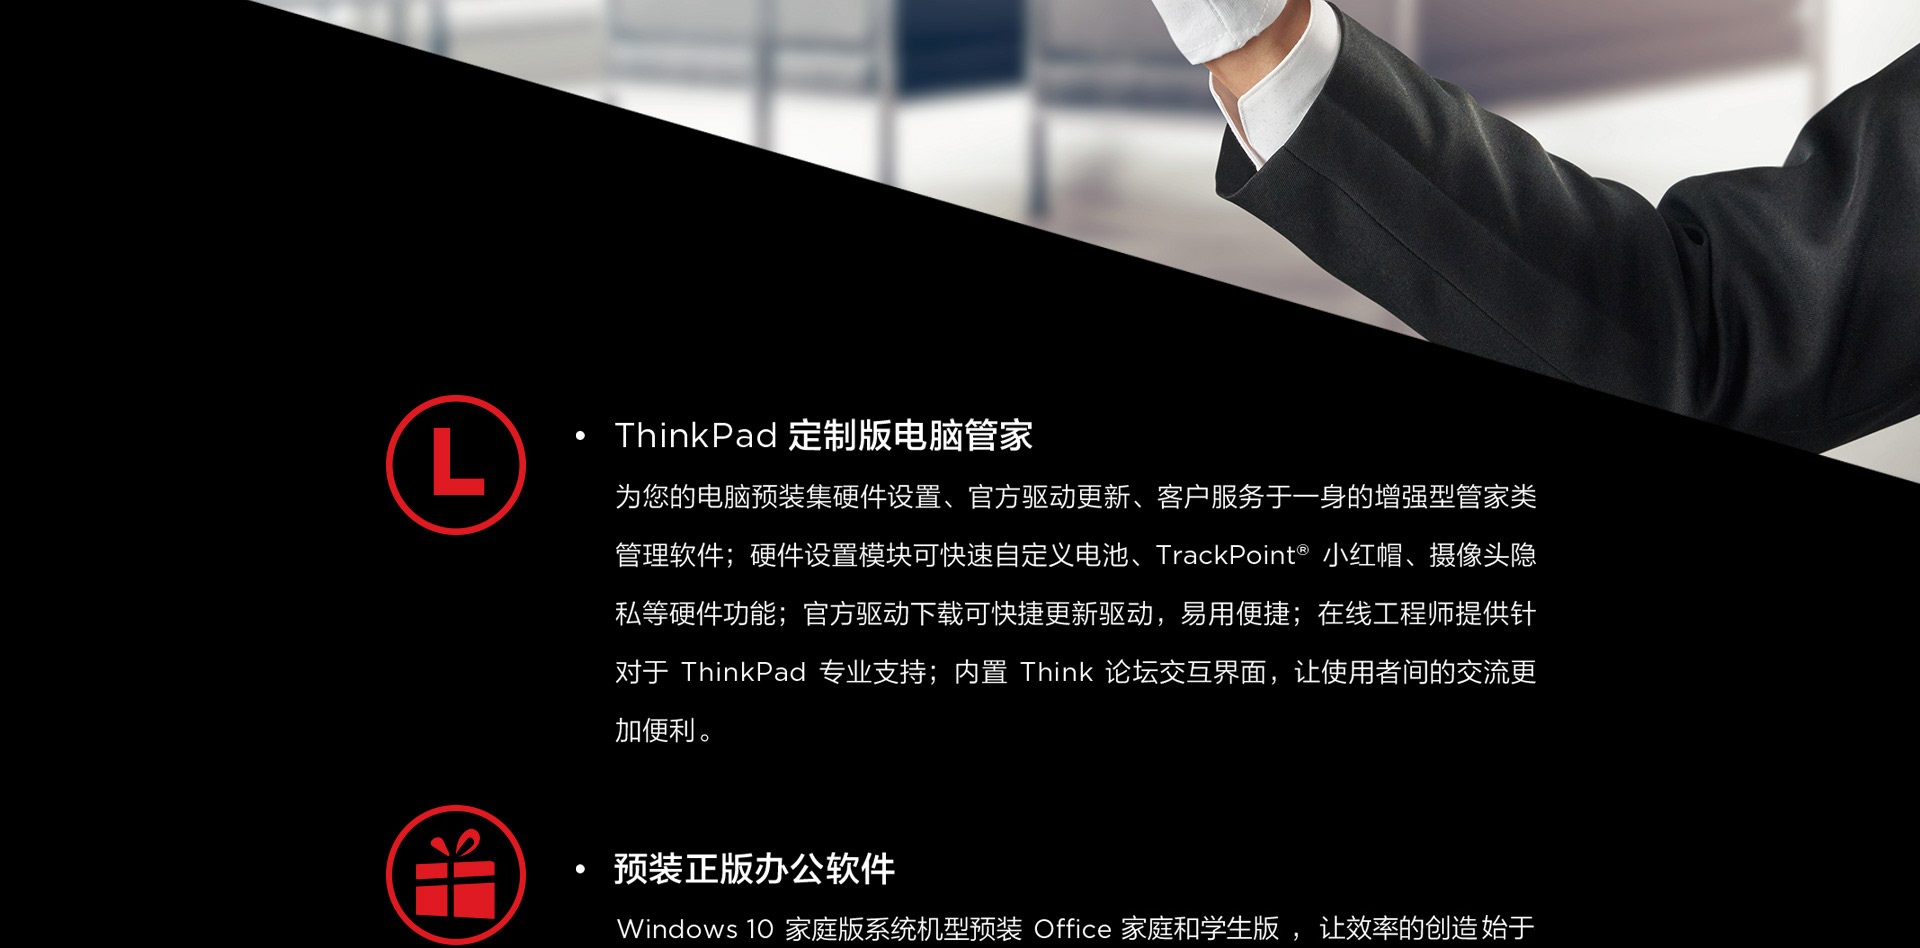 L
• ThinkPad 定制版电脑管家
为您的电脑预装集硬件设置、官方驱动更新、客户服务于一身的增强型管家类
管理软件；硬件设置模块可快速自定义电池、TrackPoint® 小红帽、摄像头隐
私等硬件功能；官方驱动下载可快捷更新驱动，易用便捷；在线工程师提供针
对于 ThinkPad 专业支持；内置 Think 论坛交互界面，让使用者间的交流更
加便利。
• 预装正版办公软件
Windows 10 家庭版系统机型预装 Office 家庭和学生版 ，让效率的创造始于